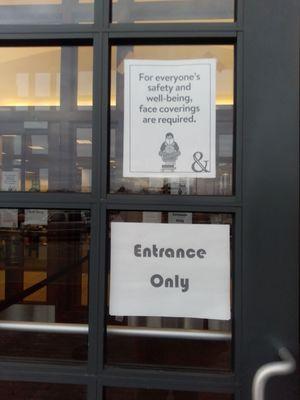 For everyone's
safety and
well-being,
face coverings
are required.
&
Entrance
Only